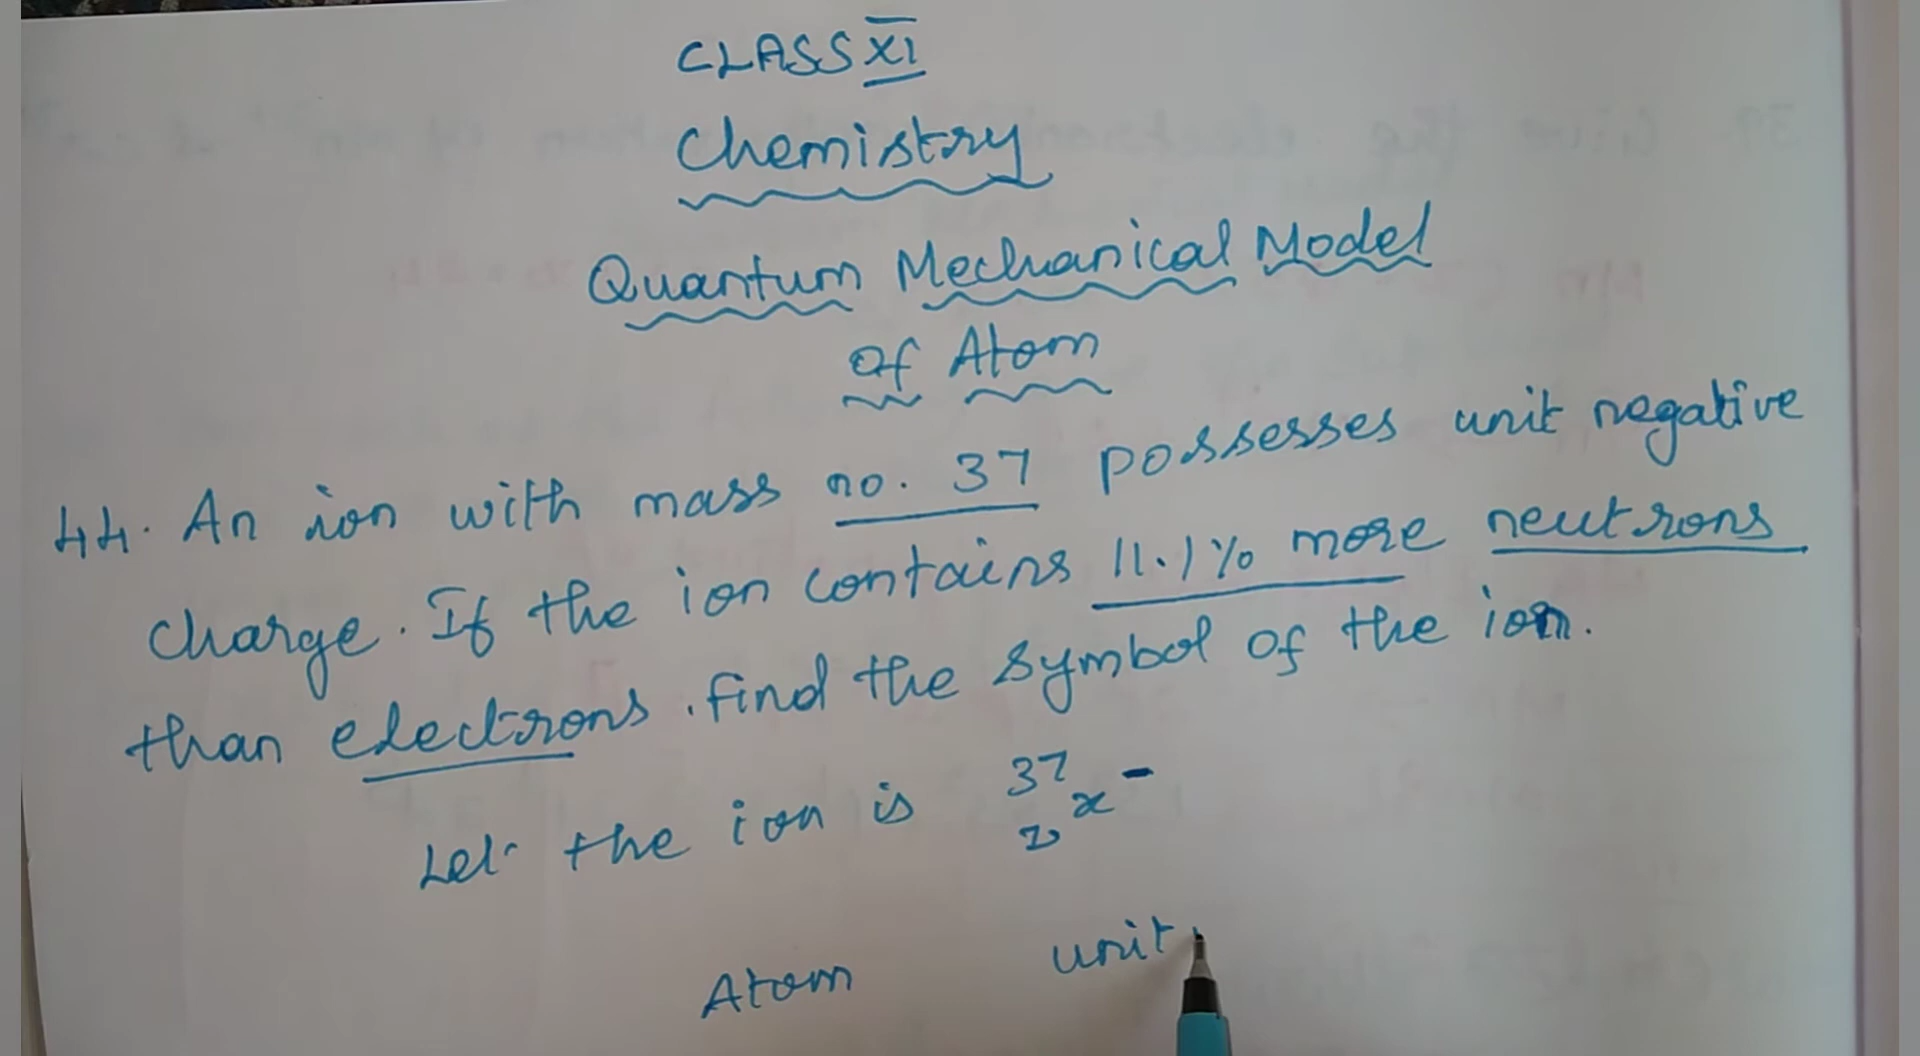 CLASS XI
Chemistry
Quantum Mechanical Model
of Atom
44. An ion with mass no. 37 possesses unit negative
charge. If the ion contains 11.1% more neutrons
than electrons. find the symbol of the ion.
Let the ion is ³⁷zx⁻
Atom unit